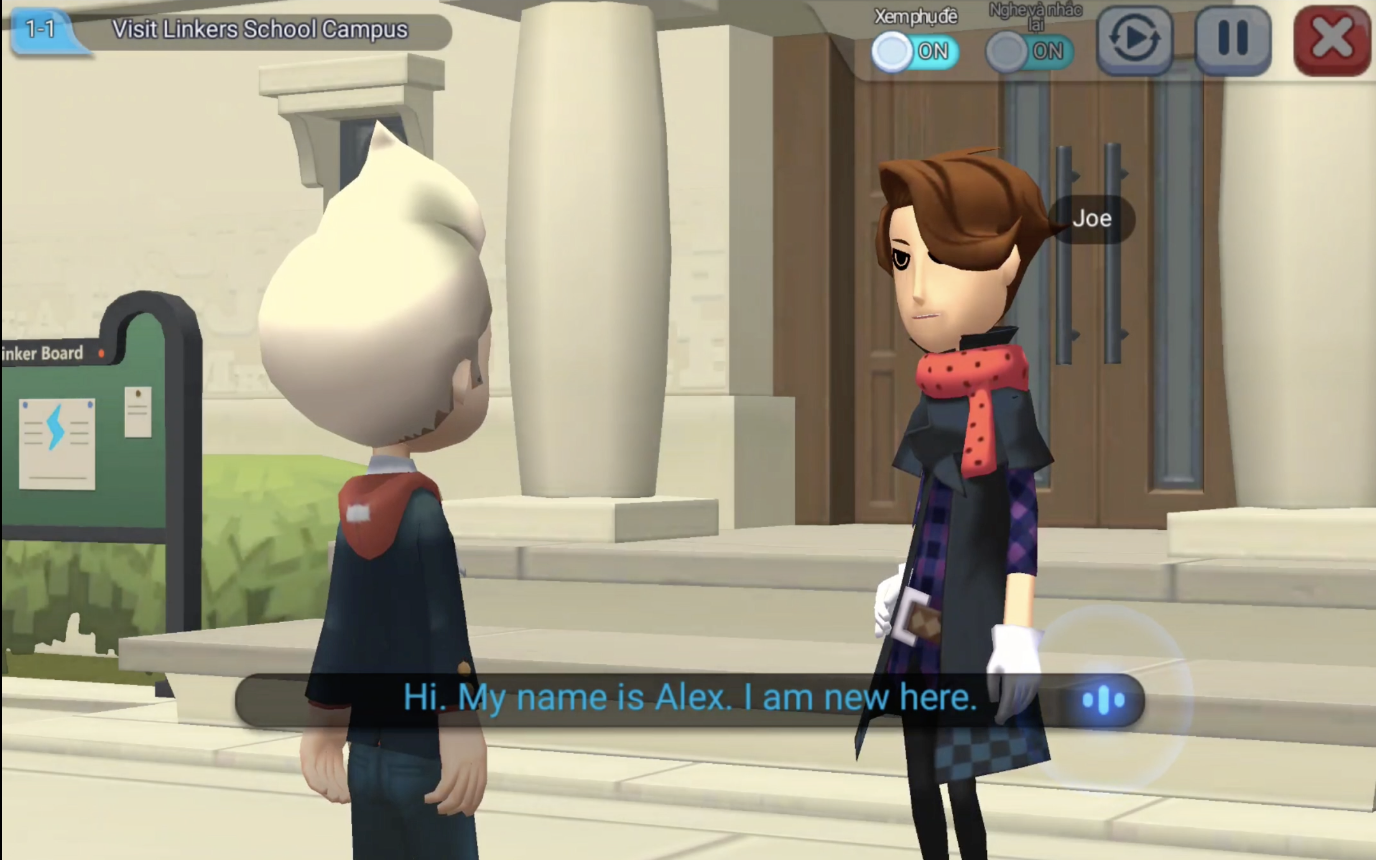 1-1
Visit Linkers School Campus
Xem phụ đề
ON
Nghe và nhắc
lại
ON
Joe
inker Board
Hi. My name is Alex. I am new here.